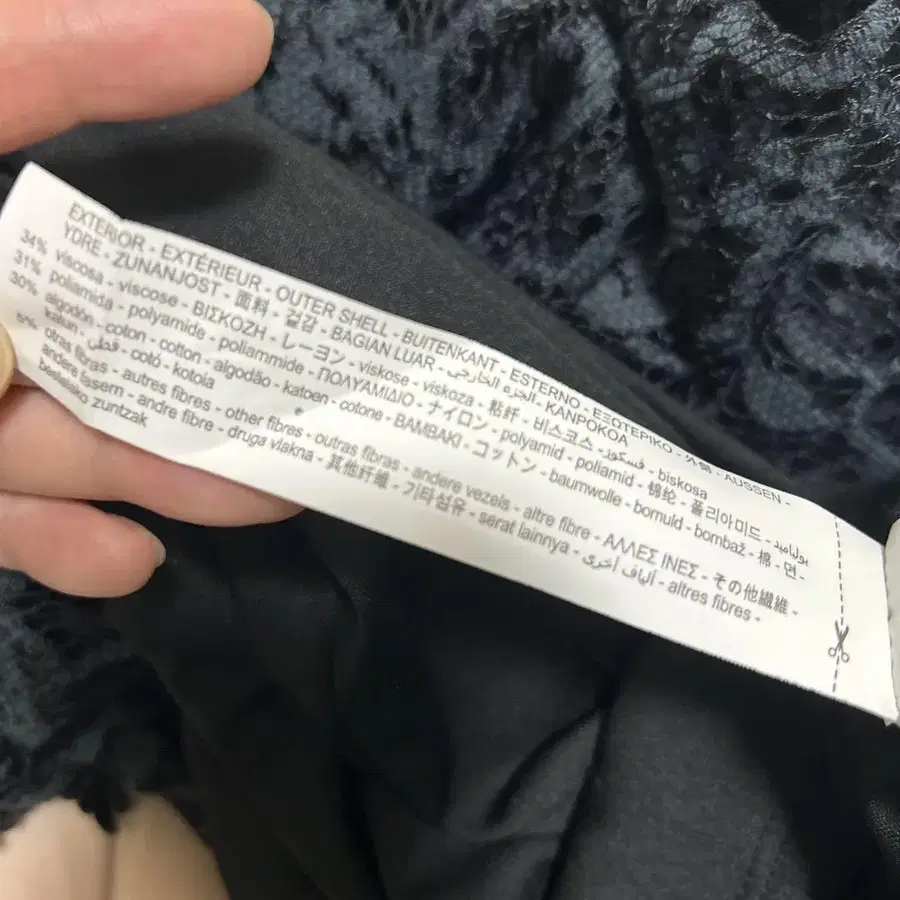 EXTERIOR - EXTÉRIEUR - OUTER SHELL - BUITENKANT - ESTERNO - ΕΞΩΤΕΡΙΚΟ - 外側 - AUSSEN -
YDRE - ZUNANJOST - 面料 - 겉감 - BAGIAN LUAR - الجزء الخارجي - KANPOKOA
34% viscosa - viscose - ΒΙΣΚΟΖΗ - レーヨン - viskose - viskoza - 粘纤 - 비스코스 - فسكوز - biskosa
31% poliamida - polyamide - poliammide - ΠΟΛΥΑΜΙΔΙΟ - ナイロン - polyamid - poliamid - 锦纶 - 폴리아미드 - بولياميد
30% algodón - coton - cotton - algodão - katoen - cotone - ΒΑΜΒΑΚΙ - コットン - baumwolle - bomuld - bombaž - 棉 - 면 -
katun - قطن - cotó - kotoia
5% otras fibras - autres fibres - other fibres - outras fibras - andere vezels - altre fibre - ΑΛΛΕΣ ΙΝΕΣ - その他繊維 -
andere fasern - andre fibre - druga vlakna - 其他纤维 - 기타섬유 - serat lainnya - ألياف أخرى - altres fibres -
bestelako zuntzak